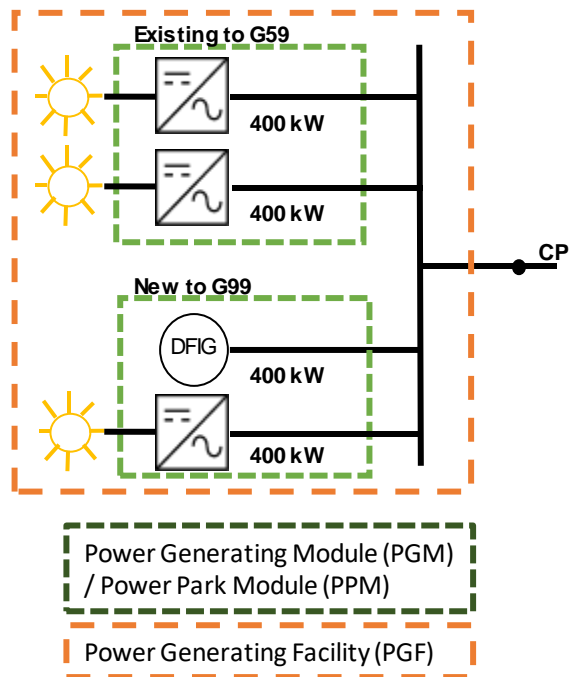 Existing to G59
400 kW
400 kW
CP
New to G99
DFIG
400 kW
400 kW
Power Generating Module (PGM)
/ Power Park Module (PPM)
Power Generating Facility (PGF)